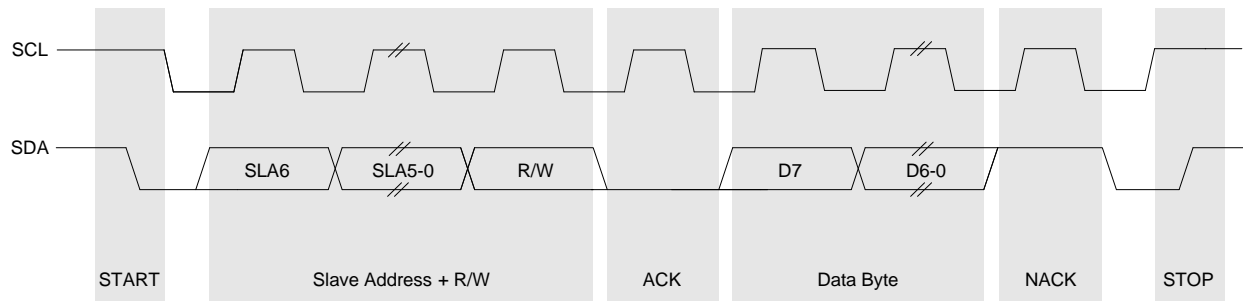 SCL
SDA
SLA6 SLA5-0 R/W D7 D6-0
START Slave Address + R/W ACK Data Byte NACK STOP